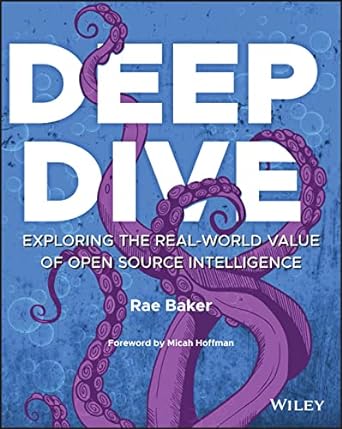 DEEP
DIVE
EXPLORING THE REAL-WORLD VALUE
OF OPEN SOURCE INTELLIGENCE
Rae Baker
Foreword by Micah Hoffman
WILEY